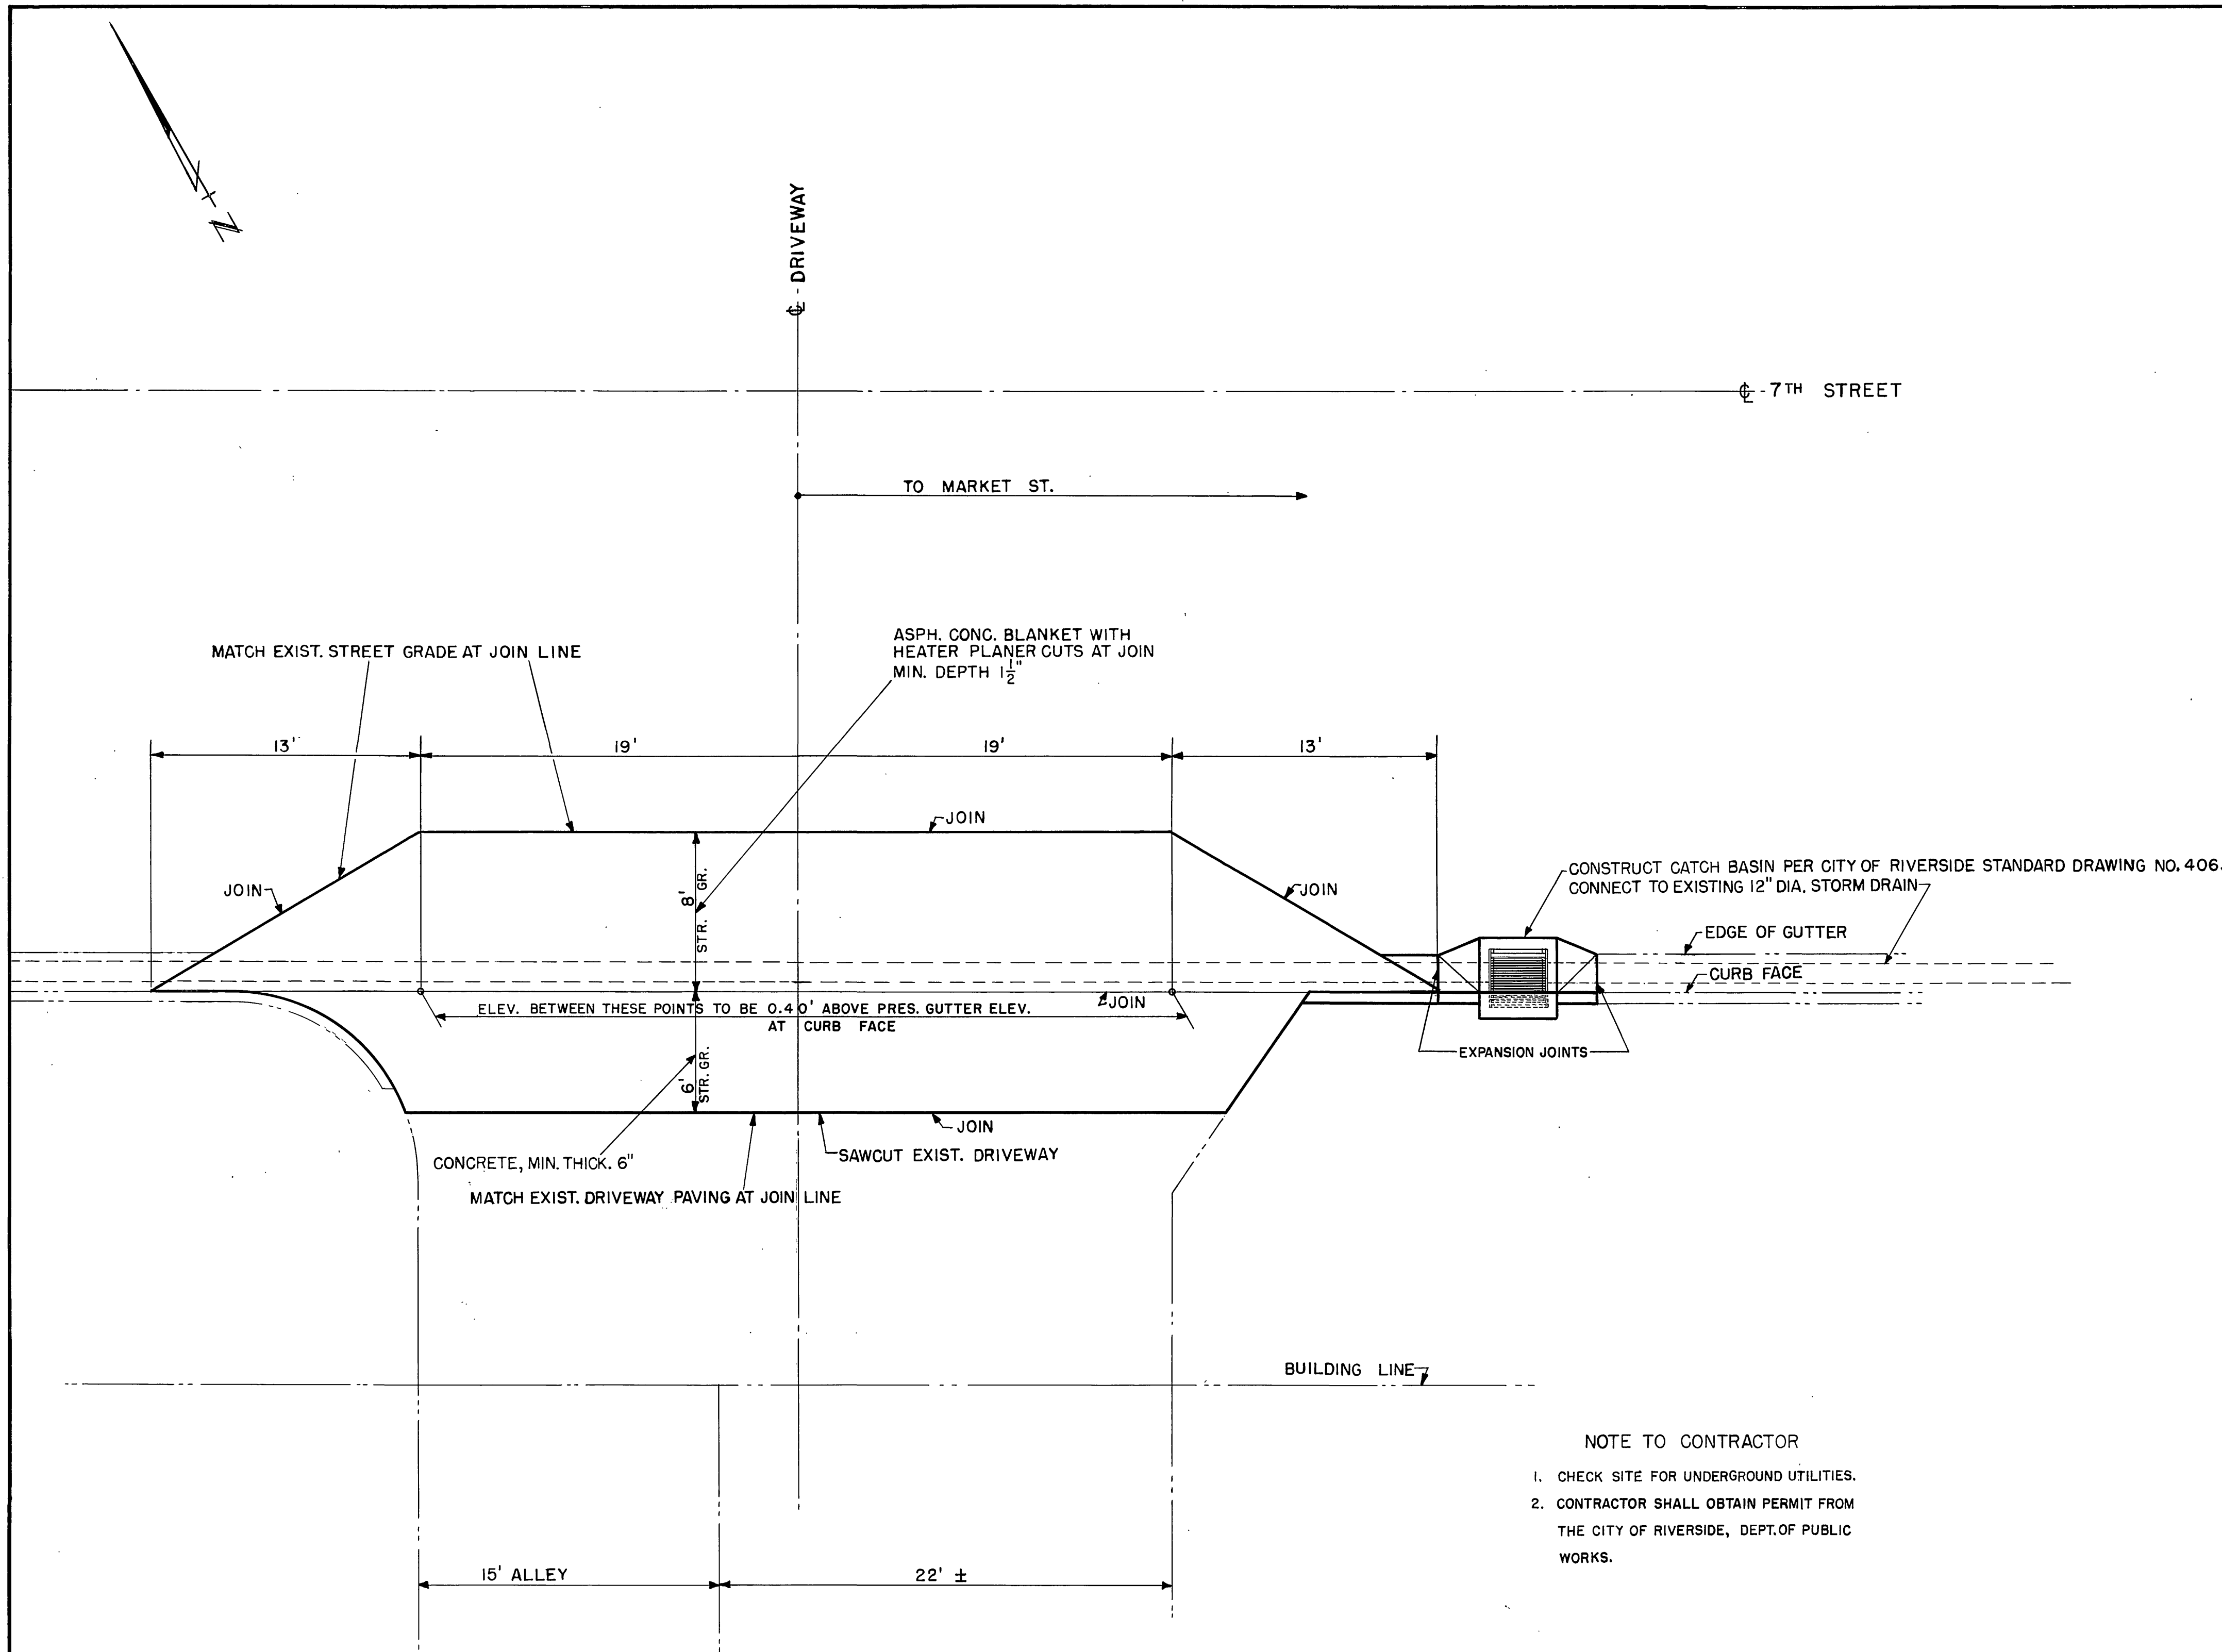 N
℄ - DRIVEWAY
℄ - 7TH STREET
TO MARKET ST.
ASPH. CONC. BLANKET WITH
HEATER PLANER CUTS AT JOIN
MIN. DEPTH 1 1/2"
MATCH EXIST. STREET GRADE AT JOIN LINE
13'
19'
19'
13'
JOIN
JOIN
JOIN
8'
STR. GR.
CONSTRUCT CATCH BASIN PER CITY OF RIVERSIDE STANDARD DRAWING NO. 406.
CONNECT TO EXISTING 12" DIA. STORM DRAIN
EDGE OF GUTTER
CURB FACE
JOIN
ELEV. BETWEEN THESE POINTS TO BE 0.40' ABOVE PRES. GUTTER ELEV.
AT CURB FACE
EXPANSION JOINTS
6'
STR. GR.
JOIN
SAWCUT EXIST. DRIVEWAY
CONCRETE, MIN. THICK. 6"
MATCH EXIST. DRIVEWAY PAVING AT JOIN LINE
BUILDING LINE
NOTE TO CONTRACTOR
1. CHECK SITE FOR UNDERGROUND UTILITIES.
2. CONTRACTOR SHALL OBTAIN PERMIT FROM
THE CITY OF RIVERSIDE, DEPT. OF PUBLIC
WORKS.
15' ALLEY
22' ±